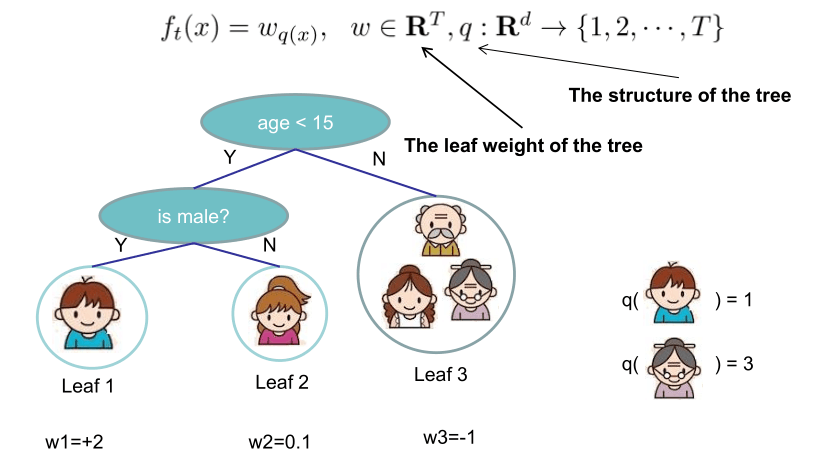 fₜ(x) = w_{q(x)},   w ∈ R^T, q : R^d → {1, 2, ⋯, T}
The structure of the tree
The leaf weight of the tree
age < 15
Y
N
is male?
Y
N
q( ) = 1
q( ) = 3
Leaf 1
Leaf 2
Leaf 3
w1=+2
w2=0.1
w3=-1